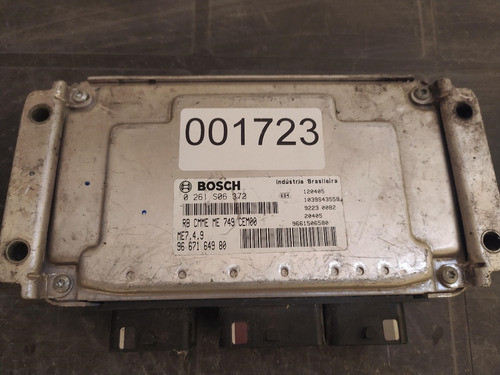 001723
BOSCH
Indústria Brasileira
0 261 S06 372
120405
1039S43558
RB CMME ME 749 CEM00
9223 0082
ME7.4.9
20405
96 671 649 80
9661506580